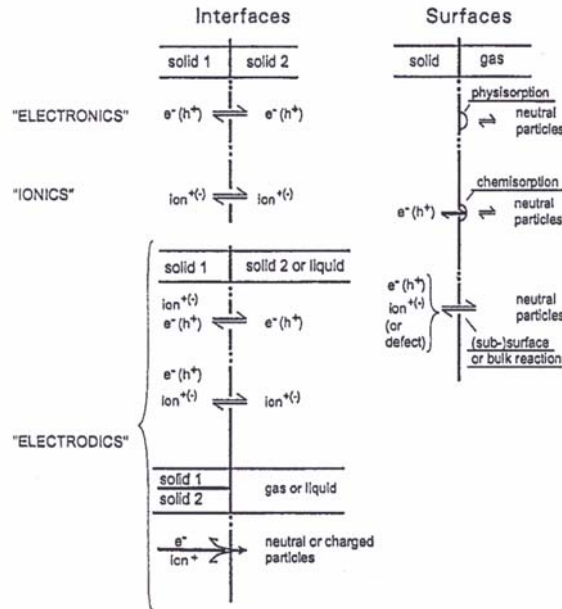 Interfaces
solid 1 solid 2
"ELECTRONICS" e⁻(h⁺) ⇌ e⁻(h⁺)
"IONICS" ion⁺⁽⁻⁾ ⇌ ion⁺⁽⁻⁾
solid 1 solid 2 or liquid
ion⁺⁽⁻⁾
e⁻(h⁺) ⇌ e⁻(h⁺)
e⁻(h⁺)
ion⁺⁽⁻⁾ ⇌ ion⁺⁽⁻⁾
"ELECTRODICS"
solid 1
solid 2
gas or liquid
e⁻
ion⁺
neutral or charged
particles
Surfaces
solid gas
physisorption
neutral
particles
chemisorption
e⁻(h⁺)
neutral
particles
e⁻(h⁺)
ion⁺⁽⁻⁾
(or
defect)
neutral
particles
(sub-)surface
or bulk reaction